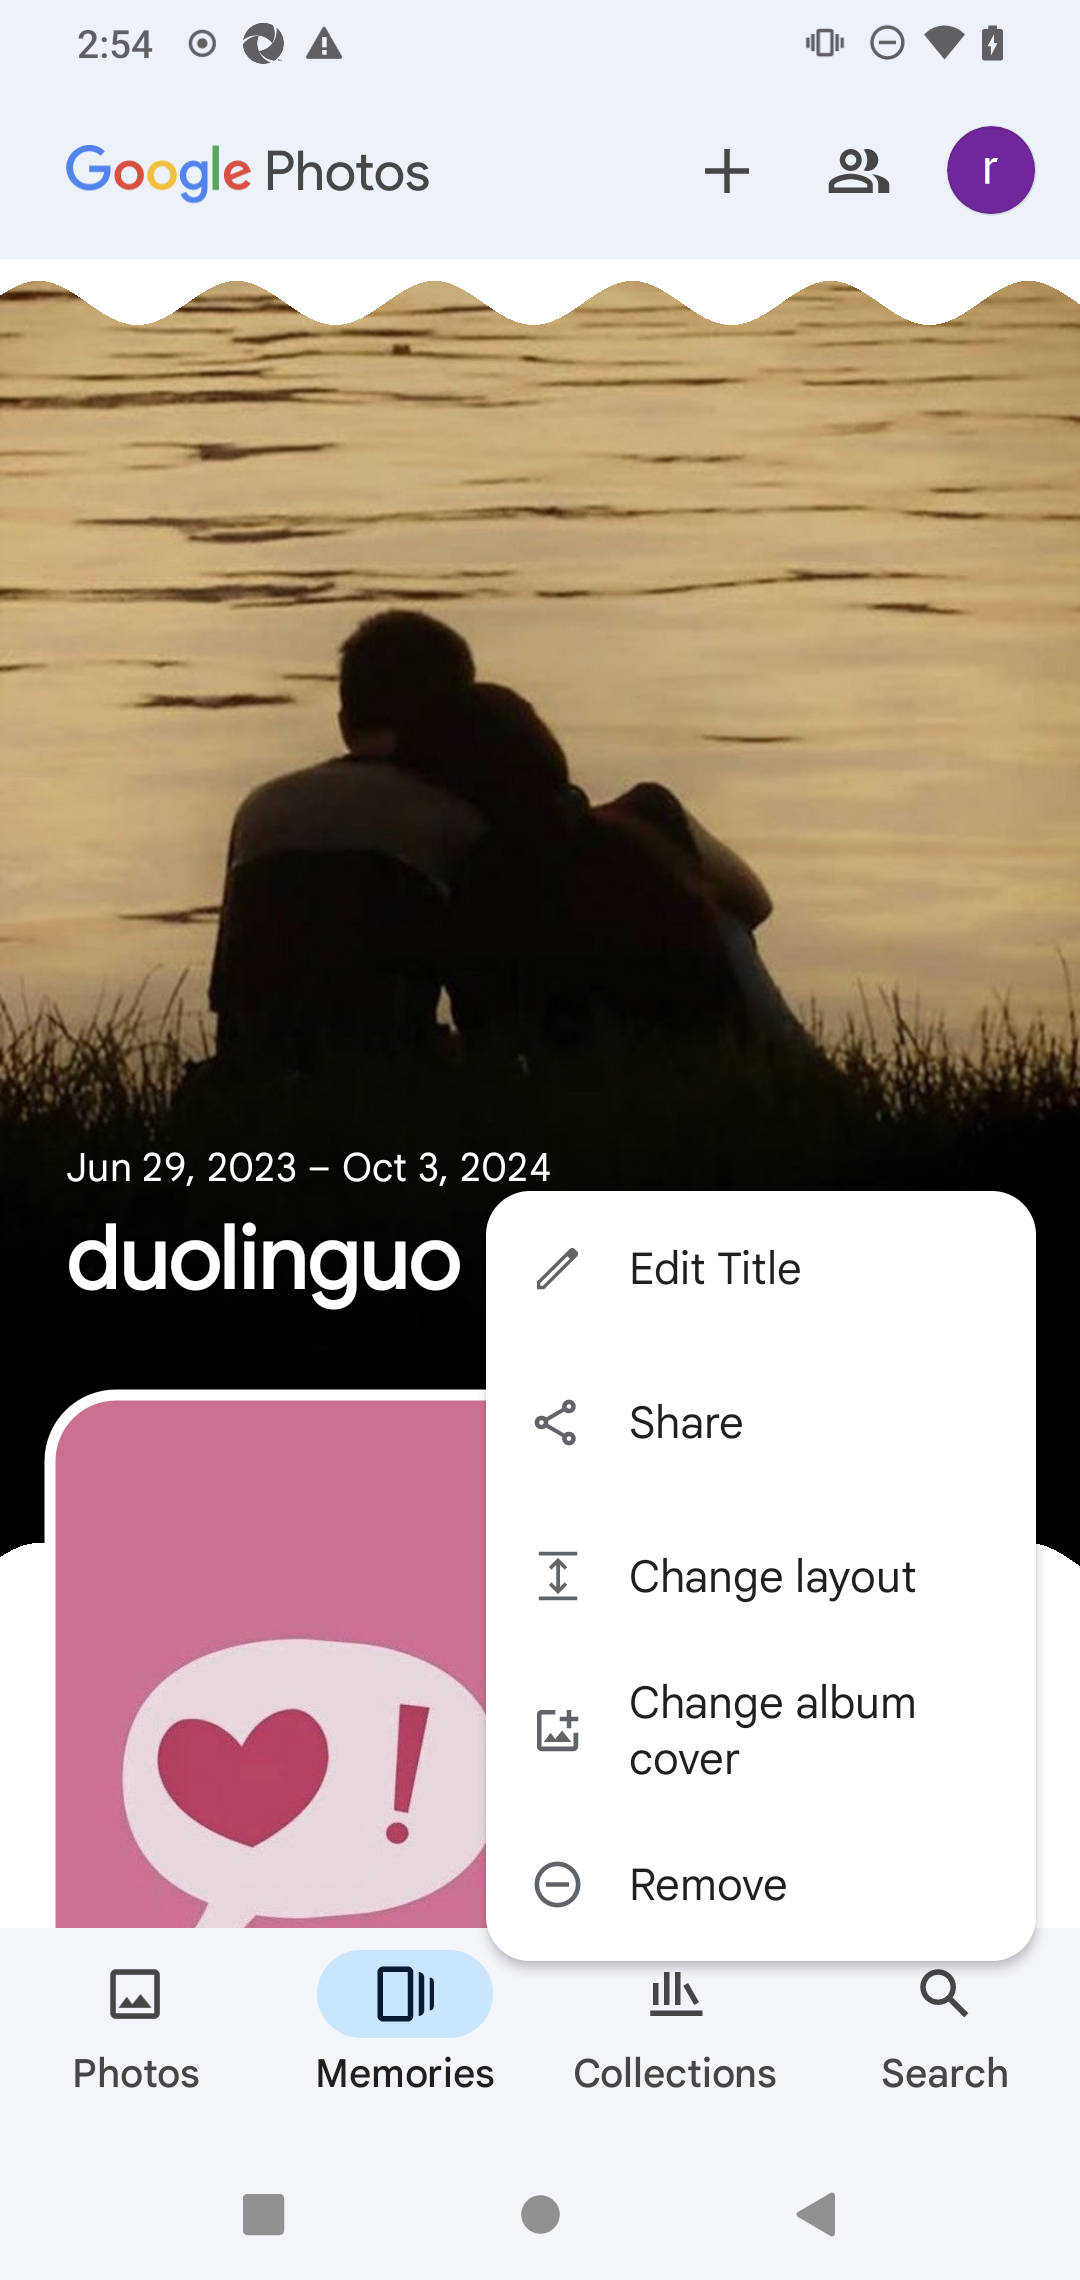 2:54
Google Photos
r
Jun 29, 2023 – Oct 3, 2024
duolinguo
Edit Title
Share
Change layout
Change album
cover
!
Remove
Photos
Memories
Collections
Search